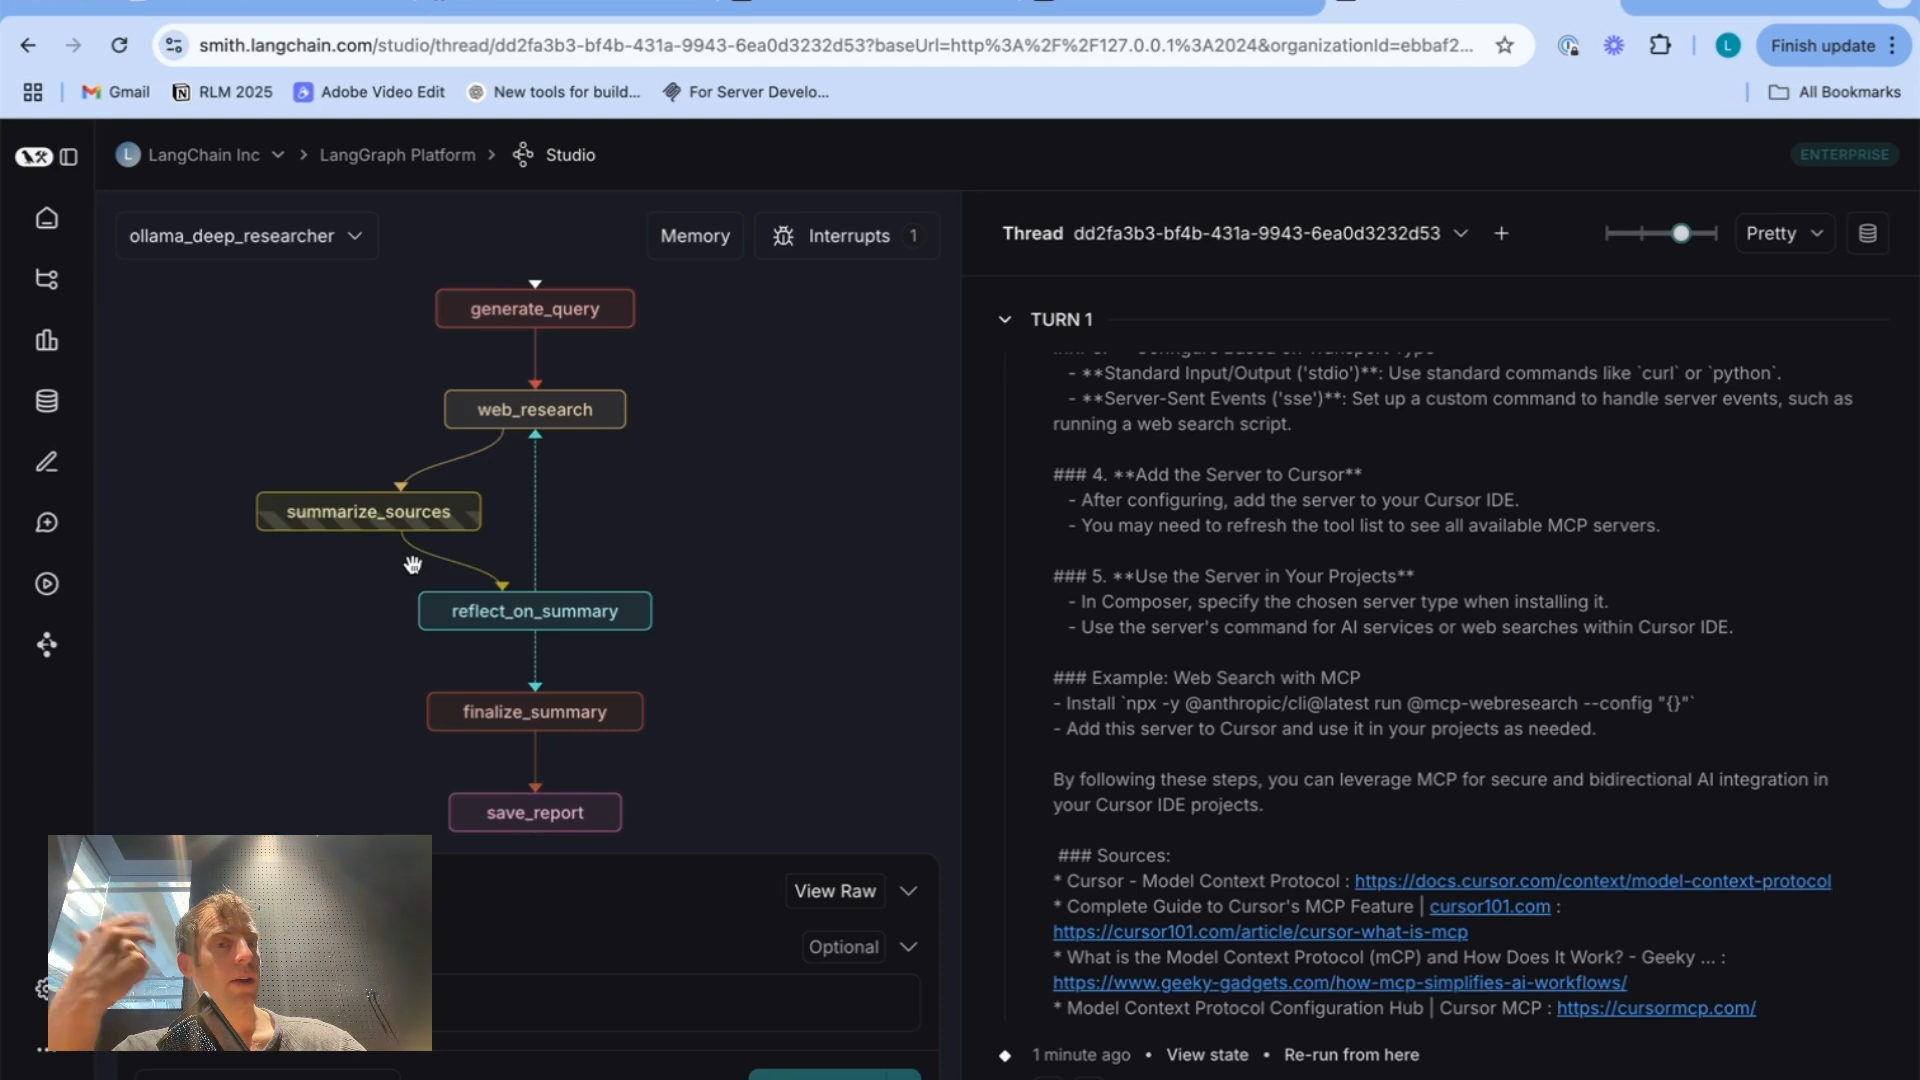 smith.langchain.com/studio/thread/dd2fa3b3-bf4b-431a-9943-6ea0d3232d53?baseUrl=http%3A%2F%2F127.0.0.1%3A2024&organizationId=ebbaf2...
L
Finish update
Gmail
RLM 2025
Adobe Video Edit
New tools for build...
For Server Develo...
All Bookmarks
L LangChain Inc > LangGraph Platform > Studio
ENTERPRISE
ollama_deep_researcher
Memory
Interrupts 1
generate_query
web_research
summarize_sources
reflect_on_summary
finalize_summary
save_report
View Raw
Optional
Thread dd2fa3b3-bf4b-431a-9943-6ea0d3232d53
+
Pretty
TURN 1
- **Standard Input/Output ('stdio')**: Use standard commands like `curl` or `python`.
- **Server-Sent Events ('sse')**: Set up a custom command to handle server events, such as
running a web search script.
### 4. **Add the Server to Cursor**
- After configuring, add the server to your Cursor IDE.
- You may need to refresh the tool list to see all available MCP servers.
### 5. **Use the Server in Your Projects**
- In Composer, specify the chosen server type when installing it.
- Use the server's command for AI services or web searches within Cursor IDE.
### Example: Web Search with MCP
- Install `npx -y @anthropic/cli@latest run @mcp-webresearch --config "{}"`
- Add this server to Cursor and use it in your projects as needed.
By following these steps, you can leverage MCP for secure and bidirectional AI integration in
your Cursor IDE projects.
### Sources:
* Cursor - Model Context Protocol : https://docs.cursor.com/context/model-context-protocol
* Complete Guide to Cursor's MCP Feature | cursor101.com :
https://cursor101.com/article/cursor-what-is-mcp
* What is the Model Context Protocol (mCP) and How Does It Work? - Geeky ... :
https://www.geeky-gadgets.com/how-mcp-simplifies-ai-workflows/
* Model Context Protocol Configuration Hub | Cursor MCP : https://cursormcp.com/
1 minute ago • View state • Re-run from here